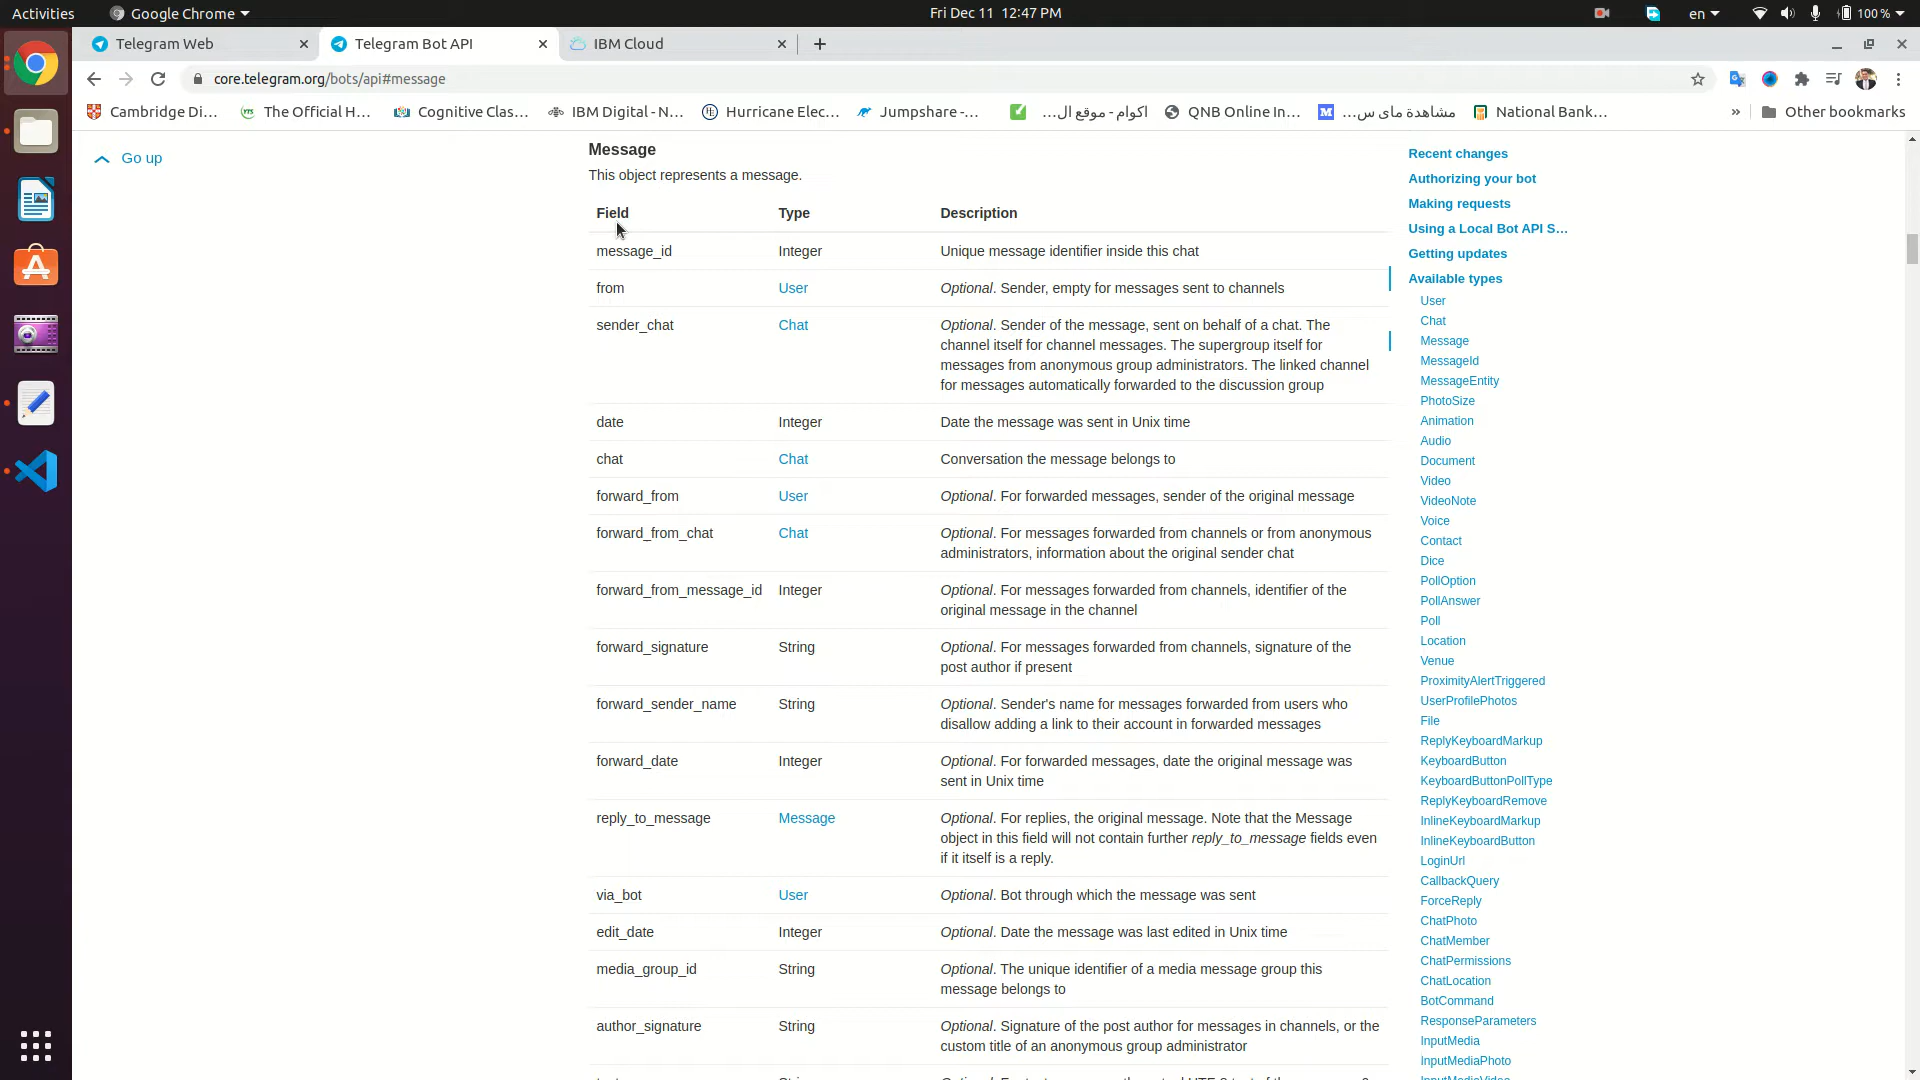 Activities
Google Chrome
Fri Dec 11 12:47 PM
en
100 %
Telegram Web
Telegram Bot API
IBM Cloud
core.telegram.org/bots/api#message
Cambridge Di...
The Official H...
Cognitive Clas...
IBM Digital - N...
Hurricane Elec...
Jumpshare -...
اكوام - موقع ال...
QNB Online In...
مشاهدة ماى س...
National Bank...
»
Other bookmarks
Go up
Message
This object represents a message.
Field Type Description
message_id Integer Unique message identifier inside this chat
from User Optional. Sender, empty for messages sent to channels
sender_chat Chat Optional. Sender of the message, sent on behalf of a chat. The
channel itself for channel messages. The supergroup itself for
messages from anonymous group administrators. The linked channel
for messages automatically forwarded to the discussion group
date Integer Date the message was sent in Unix time
chat Chat Conversation the message belongs to
forward_from User Optional. For forwarded messages, sender of the original message
forward_from_chat Chat Optional. For messages forwarded from channels or from anonymous
administrators, information about the original sender chat
forward_from_message_id Integer Optional. For messages forwarded from channels, identifier of the
original message in the channel
forward_signature String Optional. For messages forwarded from channels, signature of the
post author if present
forward_sender_name String Optional. Sender's name for messages forwarded from users who
disallow adding a link to their account in forwarded messages
forward_date Integer Optional. For forwarded messages, date the original message was
sent in Unix time
reply_to_message Message Optional. For replies, the original message. Note that the Message
object in this field will not contain further reply_to_message fields even
if it itself is a reply.
via_bot User Optional. Bot through which the message was sent
edit_date Integer Optional. Date the message was last edited in Unix time
media_group_id String Optional. The unique identifier of a media message group this
message belongs to
author_signature String Optional. Signature of the post author for messages in channels, or the
custom title of an anonymous group administrator
Recent changes
Authorizing your bot
Making requests
Using a Local Bot API S...
Getting updates
Available types
User
Chat
Message
MessageId
MessageEntity
PhotoSize
Animation
Audio
Document
Video
VideoNote
Voice
Contact
Dice
PollOption
PollAnswer
Poll
Location
Venue
ProximityAlertTriggered
UserProfilePhotos
File
ReplyKeyboardMarkup
KeyboardButton
KeyboardButtonPollType
ReplyKeyboardRemove
InlineKeyboardMarkup
InlineKeyboardButton
LoginUrl
CallbackQuery
ForceReply
ChatPhoto
ChatMember
ChatPermissions
ChatLocation
BotCommand
ResponseParameters
InputMedia
InputMediaPhoto